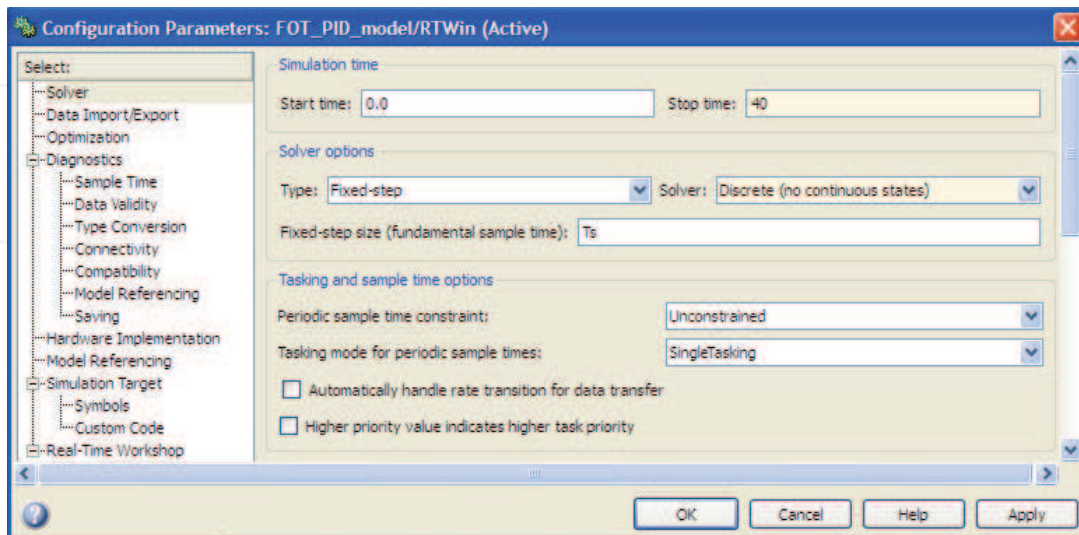 Configuration Parameters: FOT_PID_model/RTWin (Active)
Select:
Solver
Data Import/Export
Optimization
Diagnostics
Sample Time
Data Validity
Type Conversion
Connectivity
Compatibility
Model Referencing
Saving
Hardware Implementation
Model Referencing
Simulation Target
Symbols
Custom Code
Real-Time Workshop
Simulation time
Start time: 0.0 Stop time: 40
Solver options
Type: Fixed-step Solver: Discrete (no continuous states)
Fixed-step size (fundamental sample time): Ts
Tasking and sample time options
Periodic sample time constraint: Unconstrained
Tasking mode for periodic sample times: SingleTasking
Automatically handle rate transition for data transfer
Higher priority value indicates higher task priority
OK Cancel Help Apply